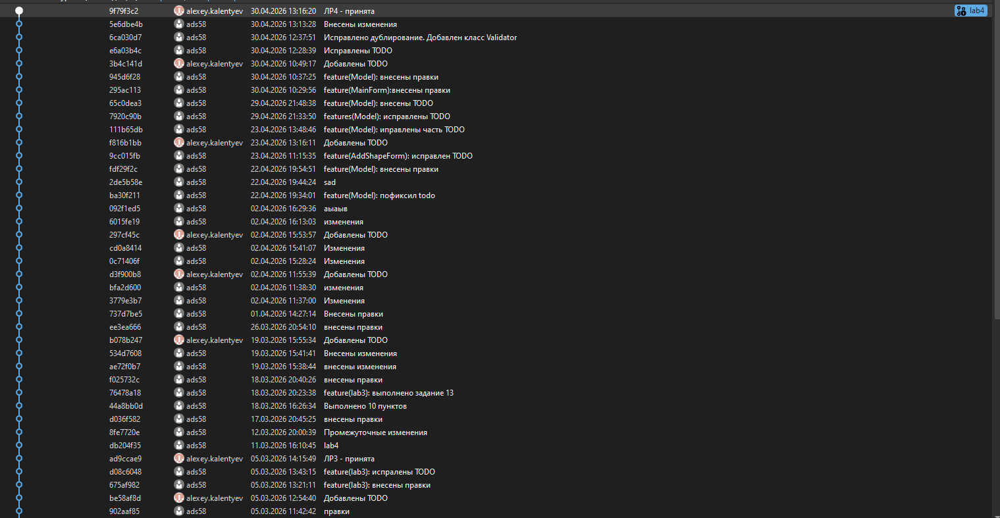 9f79f3c2 alexey.kalentyev 30.04.2026 13:16:20 ЛР4 - принята lab4
5e6dbe4b ads58 30.04.2026 13:13:28 Внесены изменения
6ca030d7 ads58 30.04.2026 12:37:51 Исправлено дублирование. Добавлен класс Validator
e6a03b4c ads58 30.04.2026 12:28:39 Исправлены TODO
3b4c141d alexey.kalentyev 30.04.2026 10:49:17 Добавлены TODO
945d6f28 ads58 30.04.2026 10:37:25 feature(Model): внесены правки
295ac113 ads58 30.04.2026 10:29:56 feature(MainForm):внесены правки
65c0dea3 ads58 29.04.2026 21:48:38 feature(Model): внесены TODO
7920c90b ads58 29.04.2026 21:33:50 features(Model): исправлены TODO
111b65db ads58 23.04.2026 13:48:46 feature(Model): иправлены часть TODO
f816b1bb alexey.kalentyev 23.04.2026 13:16:11 Добавлены TODO
9cc015fb ads58 23.04.2026 11:15:35 feature(AddShapeForm): исправлен TODO
fdf29f2c ads58 22.04.2026 19:54:51 feature(Model): внесены правки
2de5b58e ads58 22.04.2026 19:44:24 sad
ba30f211 ads58 22.04.2026 19:34:01 feature(Model): пофиксил todo
092f1ed5 ads58 02.04.2026 16:29:36 аыаыв
6015fe19 ads58 02.04.2026 16:13:03 изменения
297cf45c alexey.kalentyev 02.04.2026 15:53:57 Добавлены TODO
cd0a8414 ads58 02.04.2026 15:41:07 Изменения
0c71406f ads58 02.04.2026 15:28:24 Изменения
d3f900b8 alexey.kalentyev 02.04.2026 11:55:39 Добавлены TODO
bfa2d600 ads58 02.04.2026 11:38:30 изменения
3779e3b7 ads58 02.04.2026 11:37:00 Изменения
737d7be5 ads58 01.04.2026 14:27:14 Внесены правки
ee3ea666 ads58 26.03.2026 20:54:10 внесены правки
b078b247 alexey.kalentyev 19.03.2026 15:55:34 Добавлены TODO
534d7608 ads58 19.03.2026 15:41:41 Внесены изменения
ae72f0b7 ads58 19.03.2026 15:38:44 внесены изменения
f025732c ads58 18.03.2026 20:40:26 внесены правки
76478a18 ads58 18.03.2026 20:23:38 feature(lab3): выполнено задание 13
44a8bb0d ads58 18.03.2026 16:26:34 Выполнено 10 пунктов
d036f582 ads58 17.03.2026 20:45:25 внесены правки
8fe7720e ads58 12.03.2026 20:00:39 Промежуточные изменения
db204f35 ads58 11.03.2026 16:10:45 lab4
ad9ccae9 alexey.kalentyev 05.03.2026 14:15:49 ЛР3 - принята
d08c6048 ads58 05.03.2026 13:43:15 feature(lab3): испралены TODO
675af982 ads58 05.03.2026 13:21:11 feature(lab3): внесены правки
be58af8d alexey.kalentyev 05.03.2026 12:54:40 Добавлены TODO
902aaf85 ads58 05.03.2026 11:42:42 правки